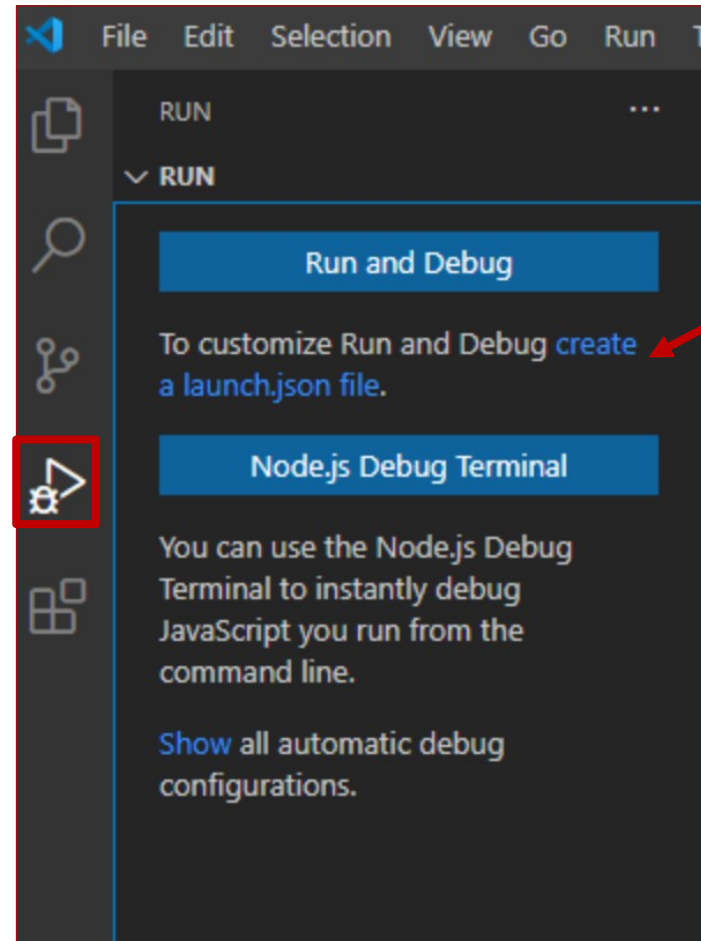 File Edit Selection View Go Run
RUN
RUN
Run and Debug
To customize Run and Debug create
a launch.json file.
Node.js Debug Terminal
You can use the Node.js Debug
Terminal to instantly debug
JavaScript you run from the
command line.
Show all automatic debug
configurations.